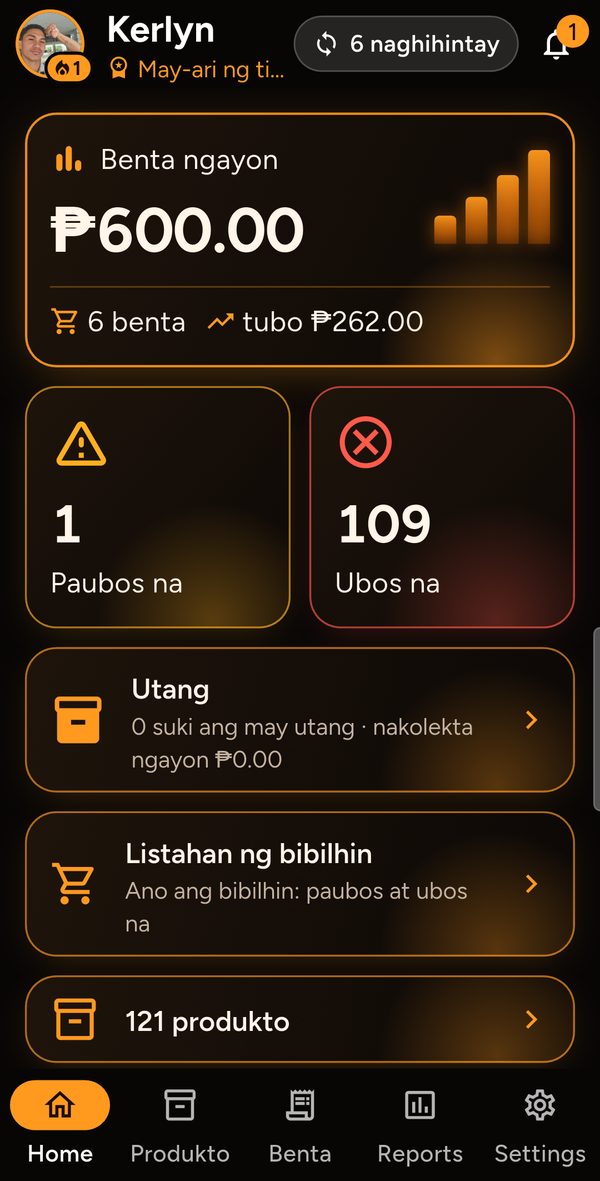 Kerlyn
6 naghihintay
1
1
May-ari ng ti...
Benta ngayon
₱600.00
6 benta
tubo ₱262.00
1
Paubos na
109
Ubos na
Utang
0 suki ang may utang · nakolekta
ngayon ₱0.00
Listahan ng bibilhin
Ano ang bibilhin: paubos at ubos
na
121 produkto
Home
Produkto
Benta
Reports
Settings